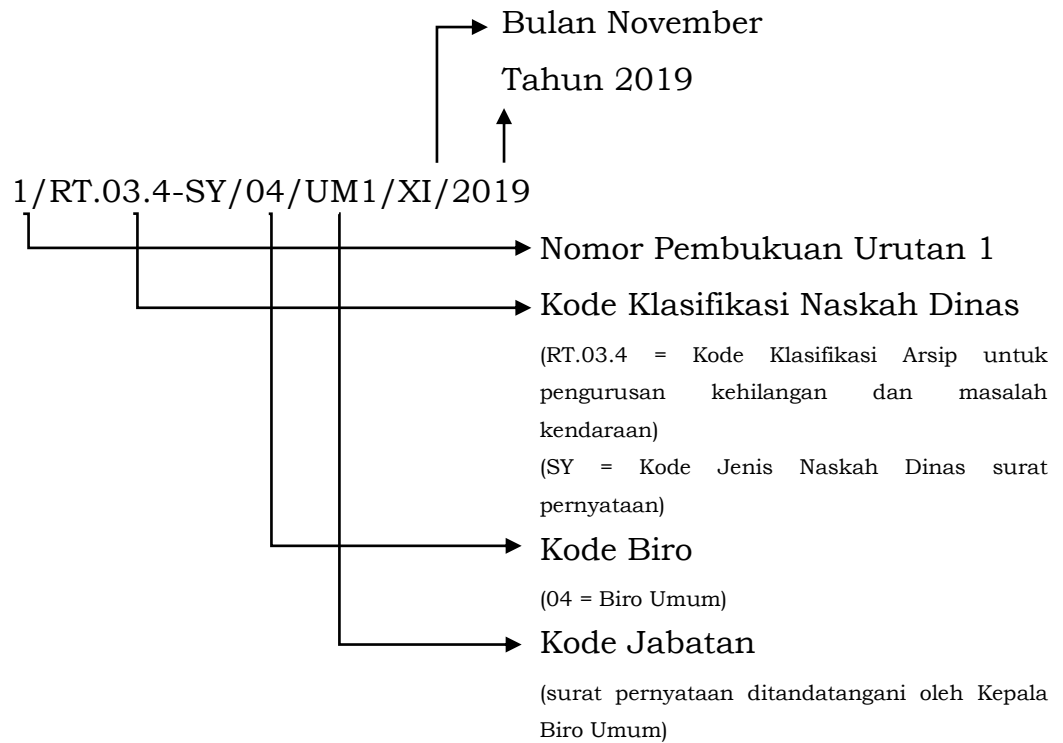 Bulan November
Tahun 2019
1/RT.03.4-SY/04/UM1/XI/2019
Nomor Pembukuan Urutan 1
Kode Klasifikasi Naskah Dinas
(RT.03.4 = Kode Klasifikasi Arsip untuk
pengurusan kehilangan dan masalah
kendaraan)
(SY = Kode Jenis Naskah Dinas surat
pernyataan)
Kode Biro
(04 = Biro Umum)
Kode Jabatan
(surat pernyataan ditandatangani oleh Kepala
Biro Umum)